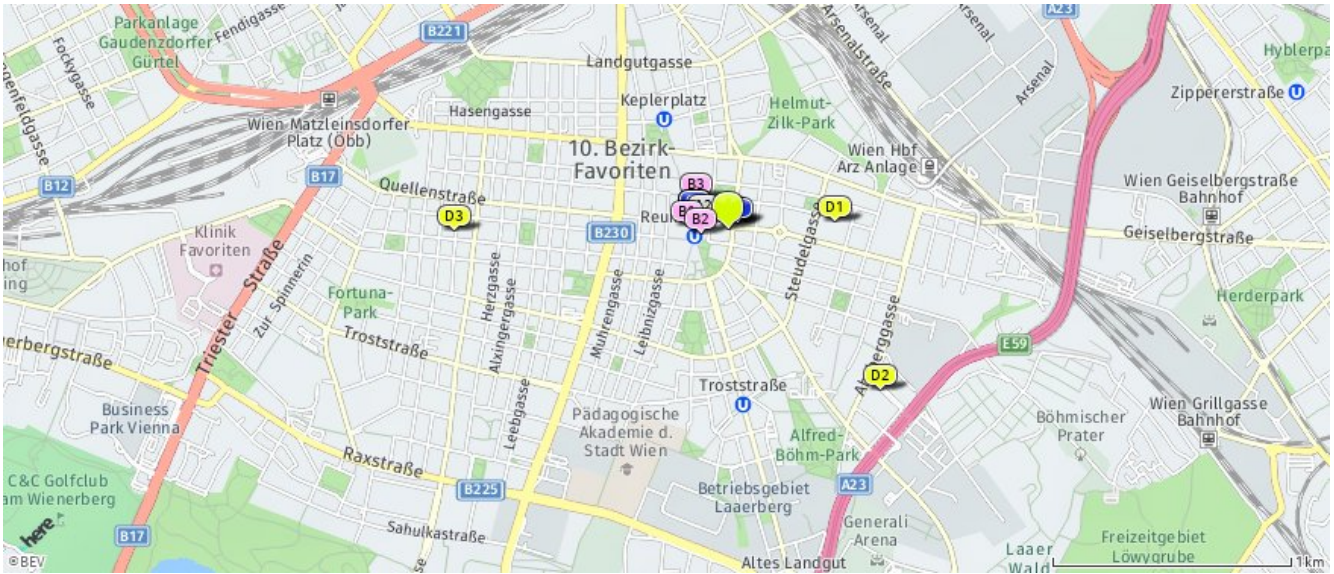 Parkanlage
Gaudenzdorfer
Gürtel
Fendigasse
Fockygasse
B221
Landgutgasse
Arsenalstraße
Arsenal
Arsenal
Arsenal
A23
Zippererstraße U
Hasengasse
Keplerplatz
U
Helmut-
Zilk-Park
Wien Matzleinsdorfer
Platz (Öbb)
10. Bezirk-
Favoriten
Wien Hbf
Arz Anlage
B12
B17
Quellenstraße
B3
Wien Geiselbergstraße
Bahnhof
D3
B2
D1
Klinik
Favoriten
B230
U
Steudelgasse
Geiselbergstraße
Triester Straße
Zur Spinnerin
Herzgasse
Alxingergasse
Fortuna-
Park
Muhrengasse
Leibnizgasse
Herderpark
Troststraße
E59
D2
Troststraße
U
Leebgasse
Business
Park Vienna
Pädagogische
Akademie d.
Stadt Wien
Böhmischer
Prater
Wien Grillgasse
Bahnhof
Alfred-
Böhm-Park
Raxstraße
B225
C&C Golfclub
am Wienerberg
Betriebsgebiet
Laaerberg
A23
here
B17
Sahulkastraße
Generali
Arena
Freizeitgebiet
Löwygrube
©BEV
Altes Landgut
Laaer
Wald
1km